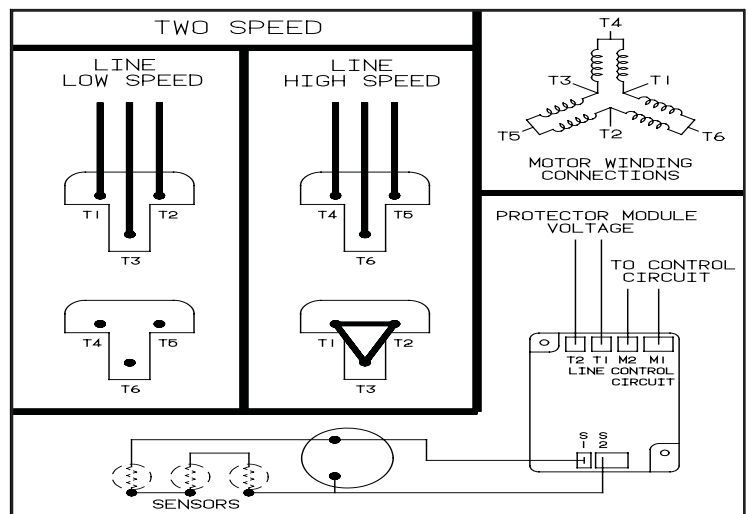 TWO SPEED
LINE
LOW SPEED
T1 T2
T3
T4 T5
T6
LINE
HIGH SPEED
T4 T5
T6
T1 T2
T3
T4
T3 T1
T5 T2 T6
MOTOR WINDING
CONNECTIONS
PROTECTOR MODULE
VOLTAGE
TO CONTROL
CIRCUIT
T2 T1 M2 M1
LINE CONTROL
CIRCUIT
S1 S2
SENSORS